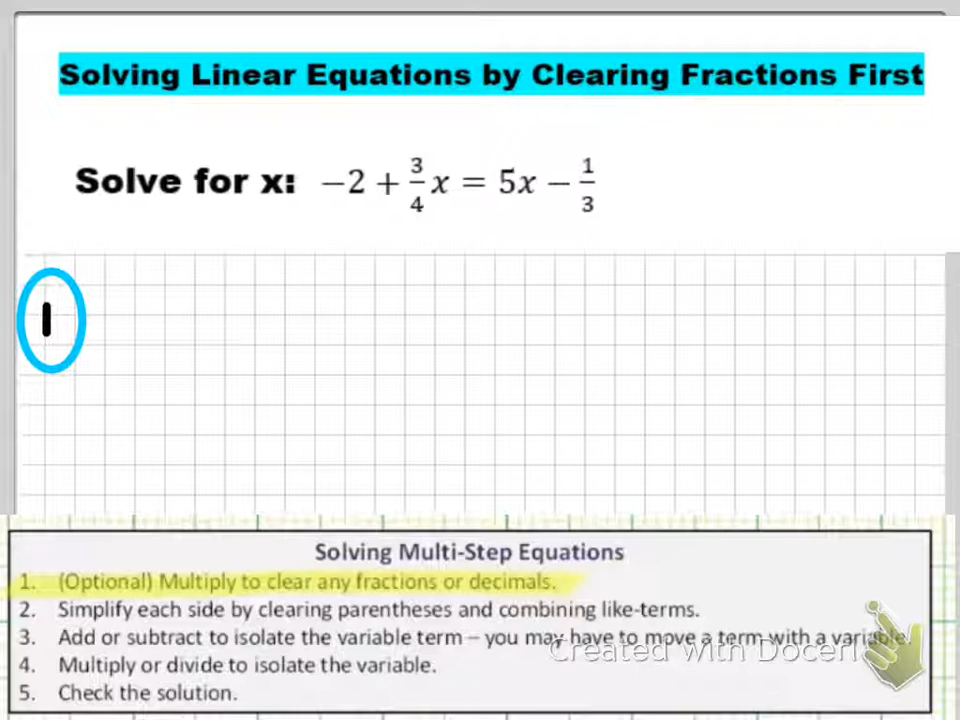 Solving Linear Equations by Clearing Fractions First
Solve for x: −2 + 3/4 x = 5x − 1/3
1
Solving Multi-Step Equations
1. (Optional) Multiply to clear any fractions or decimals.
2. Simplify each side by clearing parentheses and combining like-terms.
3. Add or subtract to isolate the variable term – you may have to move a term with a variable.
Created with Doceri
4. Multiply or divide to isolate the variable.
5. Check the solution.